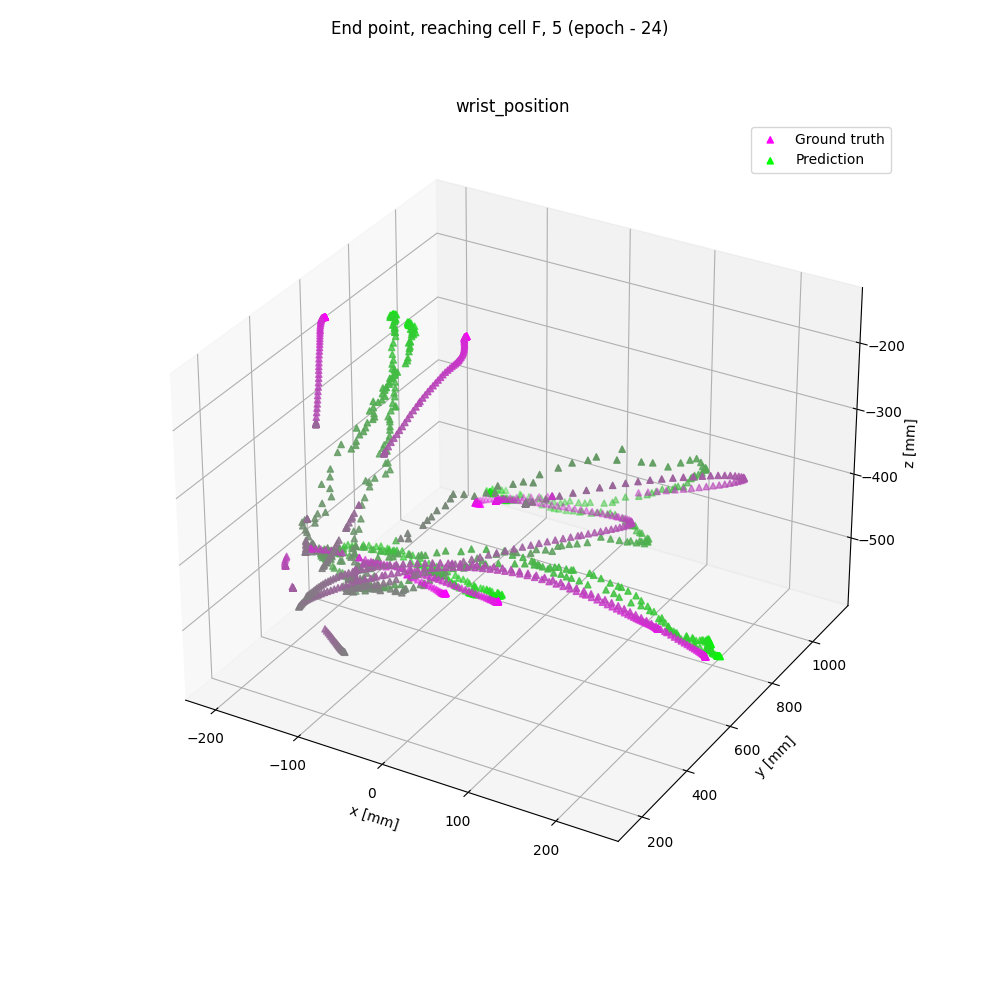 End point, reaching cell F, 5 (epoch - 24)
wrist_position
Ground truth
Prediction
−200
−300
−400
−500
z [mm]
1000
800
600
400
200
y [mm]
−200
−100
0
100
200
x [mm]